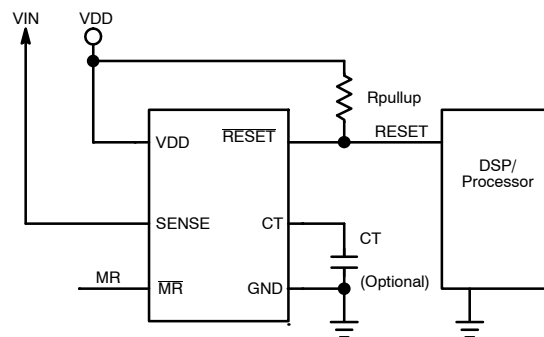 VIN
VDD
Rpullup
VDD
RESET
RESET
DSP/
Processor
SENSE
CT
CT
(Optional)
MR
MR
GND